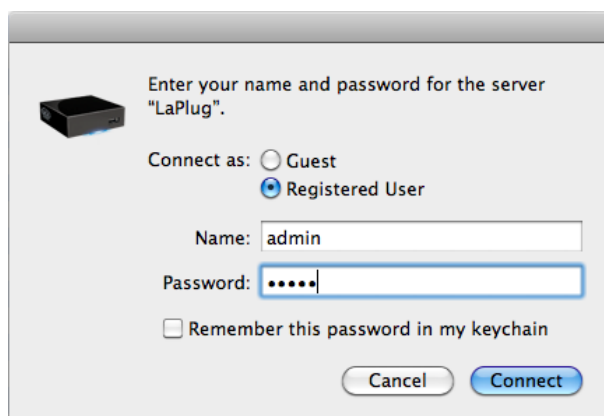 Enter your name and password for the server
“LaPlug”.
Connect as: Guest
Registered User
Name: admin
Password: •••••
Remember this password in my keychain
Cancel Connect